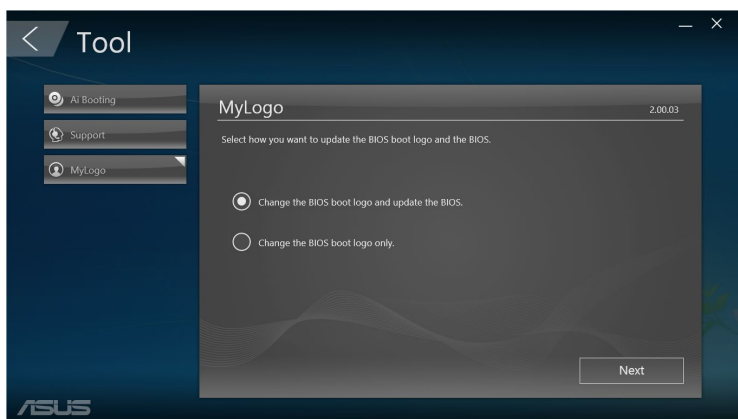 Tool
Ai Booting
Support
MyLogo
MyLogo
2.00.03
Select how you want to update the BIOS boot logo and the BIOS.
Change the BIOS boot logo and update the BIOS.
Change the BIOS boot logo only.
Next
ASUS